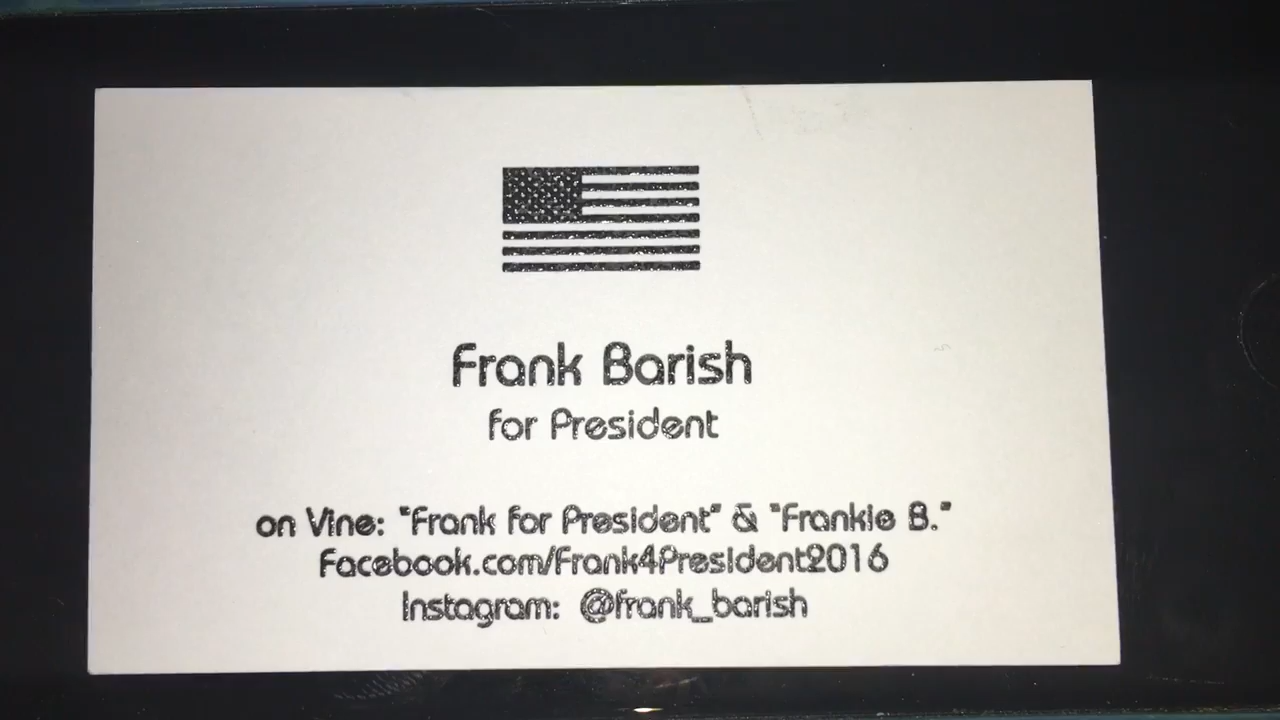 Frank Barish
for President
on Vine: "Frank for President" & "Frankie B."
Facebook.com/Frank4President2016
Instagram: @frank_barish